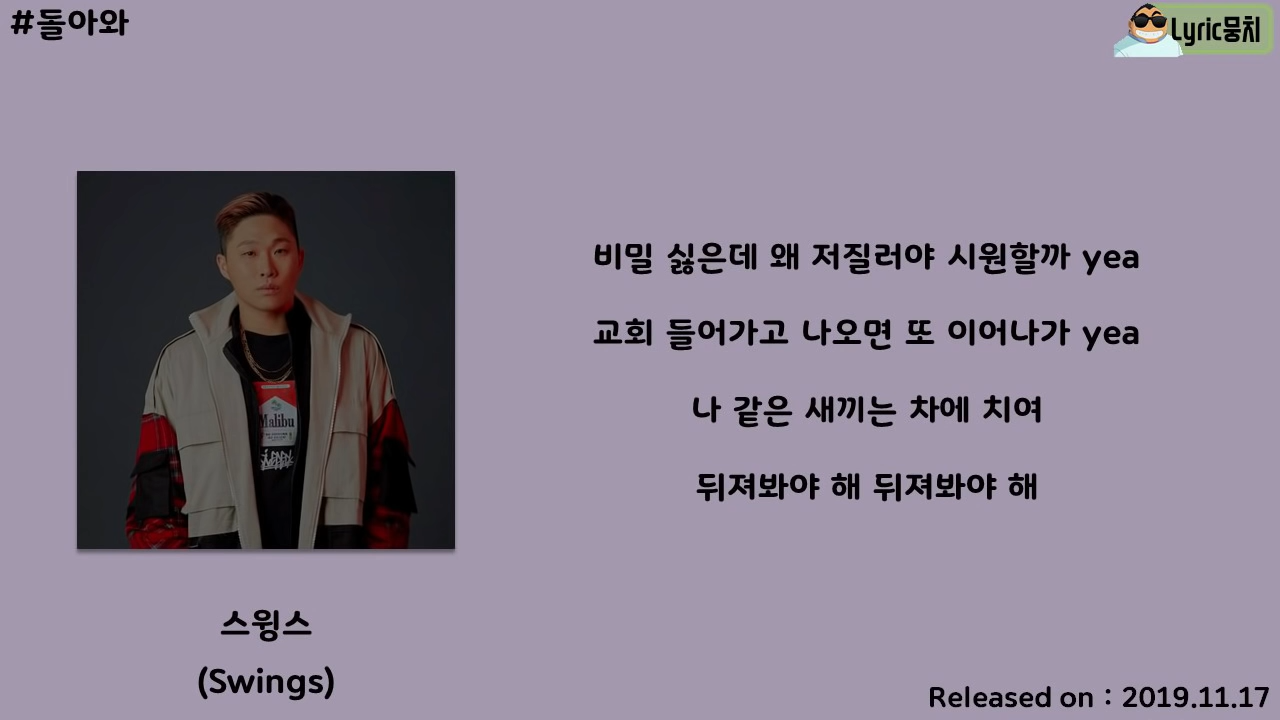 #돌아와
Lyric뭉치
비밀 싫은데 왜 저질러야 시원할까 yea
교회 들어가고 나오면 또 이어나가 yea
나 같은 새끼는 차에 치여
뒤져봐야 해 뒤져봐야 해
Malibu
스윙스
(Swings)
Released on : 2019.11.17